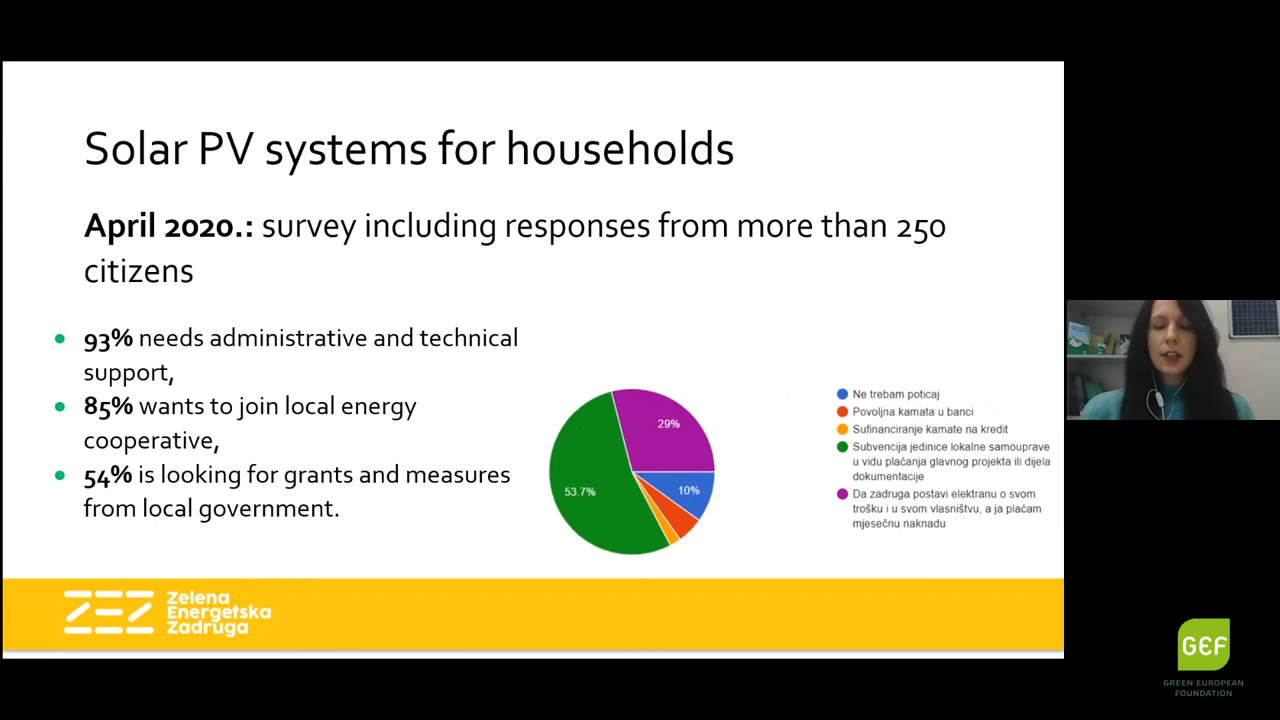 Solar PV systems for households
April 2020.: survey including responses from more than 250
citizens
93% needs administrative and technical
support,
85% wants to join local energy
cooperative,
54% is looking for grants and measures
from local government.
29%
53.7%
10%
Ne trebam poticaj
Povoljna kamata u banci
Sufinanciranje kamate na kredit
Subvencija jedinice lokalne samouprave
u vidu plaćanja glavnog projekta ili dijela
dokumentacije
Da zadruga postavi elektranu o svom
trošku i u svom vlasništvu, a ja plaćam
mjesečnu naknadu
ZEZ
Zelena
Energetska
Zadruga
GEF
GREEN EUROPEAN
FOUNDATION